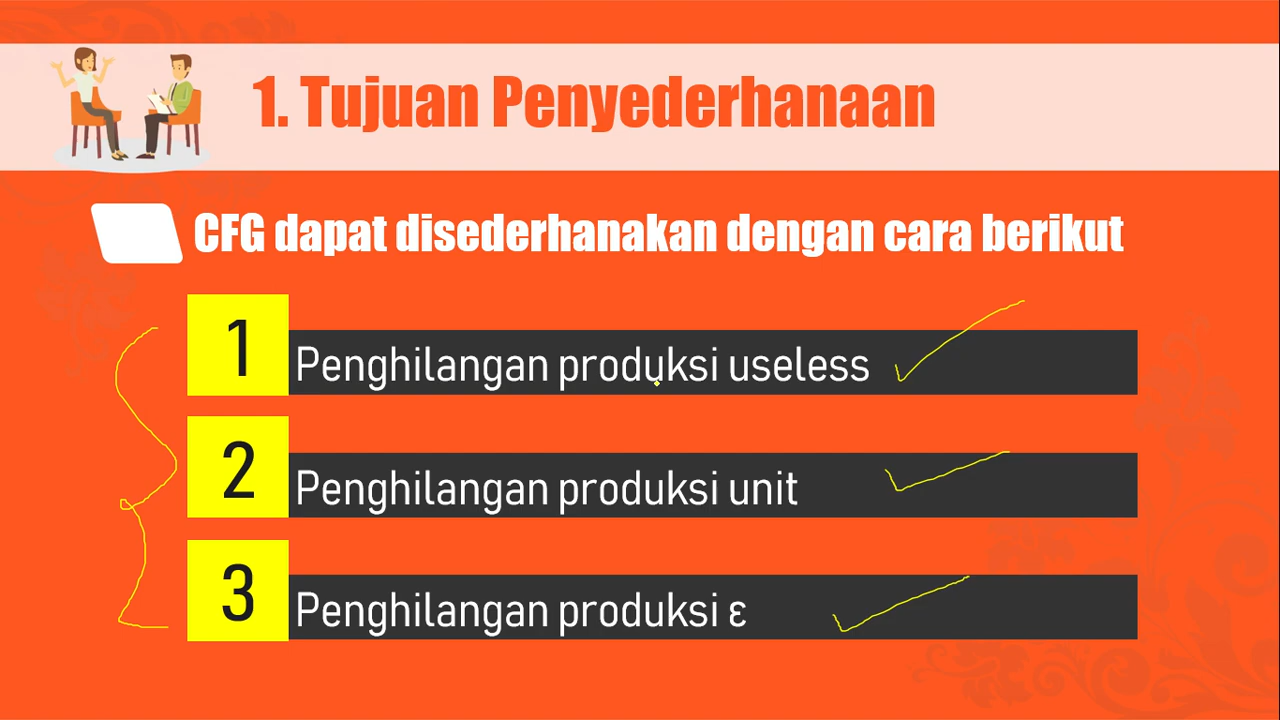 1. Tujuan Penyederhanaan
CFG dapat disederhanakan dengan cara berikut
1
Penghilangan produksi useless
2
Penghilangan produksi unit
3
Penghilangan produksi ε